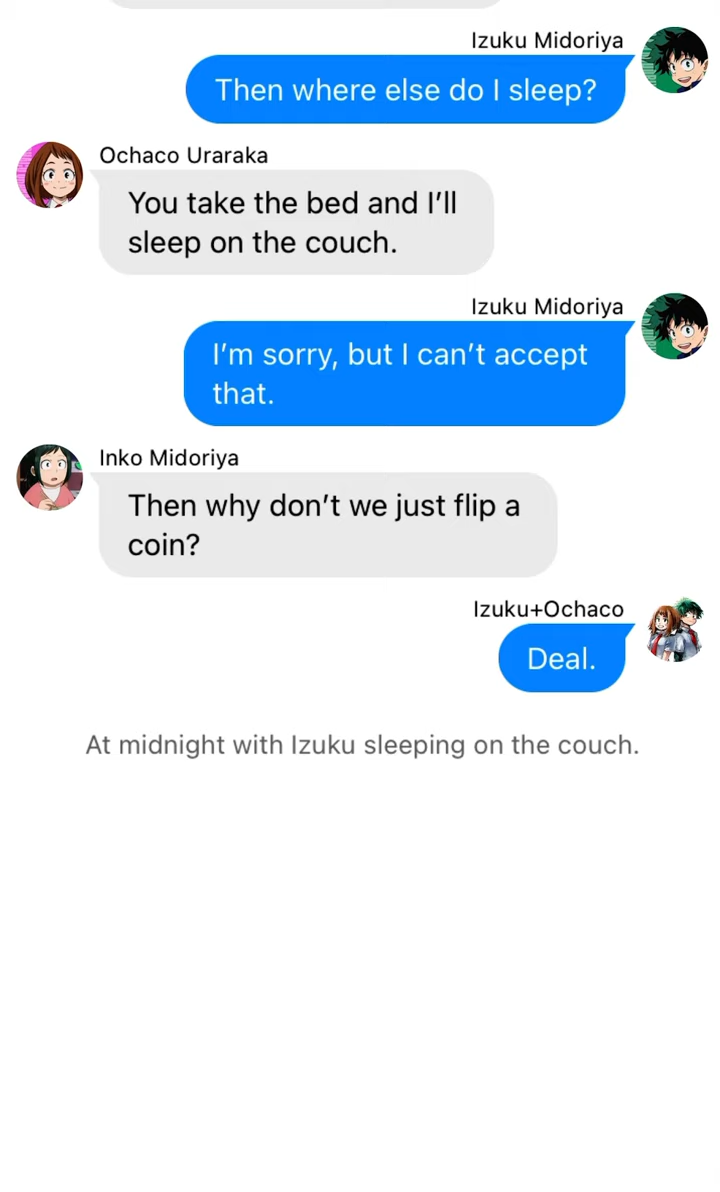 Izuku Midoriya
Then where else do I sleep?
Ochaco Uraraka
You take the bed and I’ll
sleep on the couch.
Izuku Midoriya
I’m sorry, but I can’t accept
that.
Inko Midoriya
Then why don’t we just flip a
coin?
Izuku+Ochaco
Deal.
At midnight with Izuku sleeping on the couch.